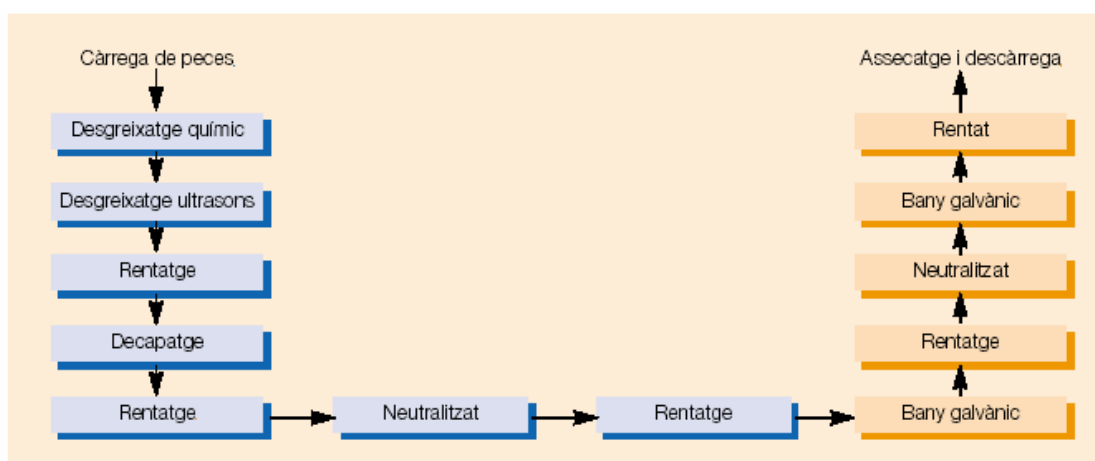 Càrrega de peces
Desgreixatge químic
Desgreixatge ultrasons
Rentatge
Decapatge
Rentatge
Neutralitzat
Rentatge
Bany galvànic
Rentatge
Neutralitzat
Bany galvànic
Rentat
Assecatge i descàrrega